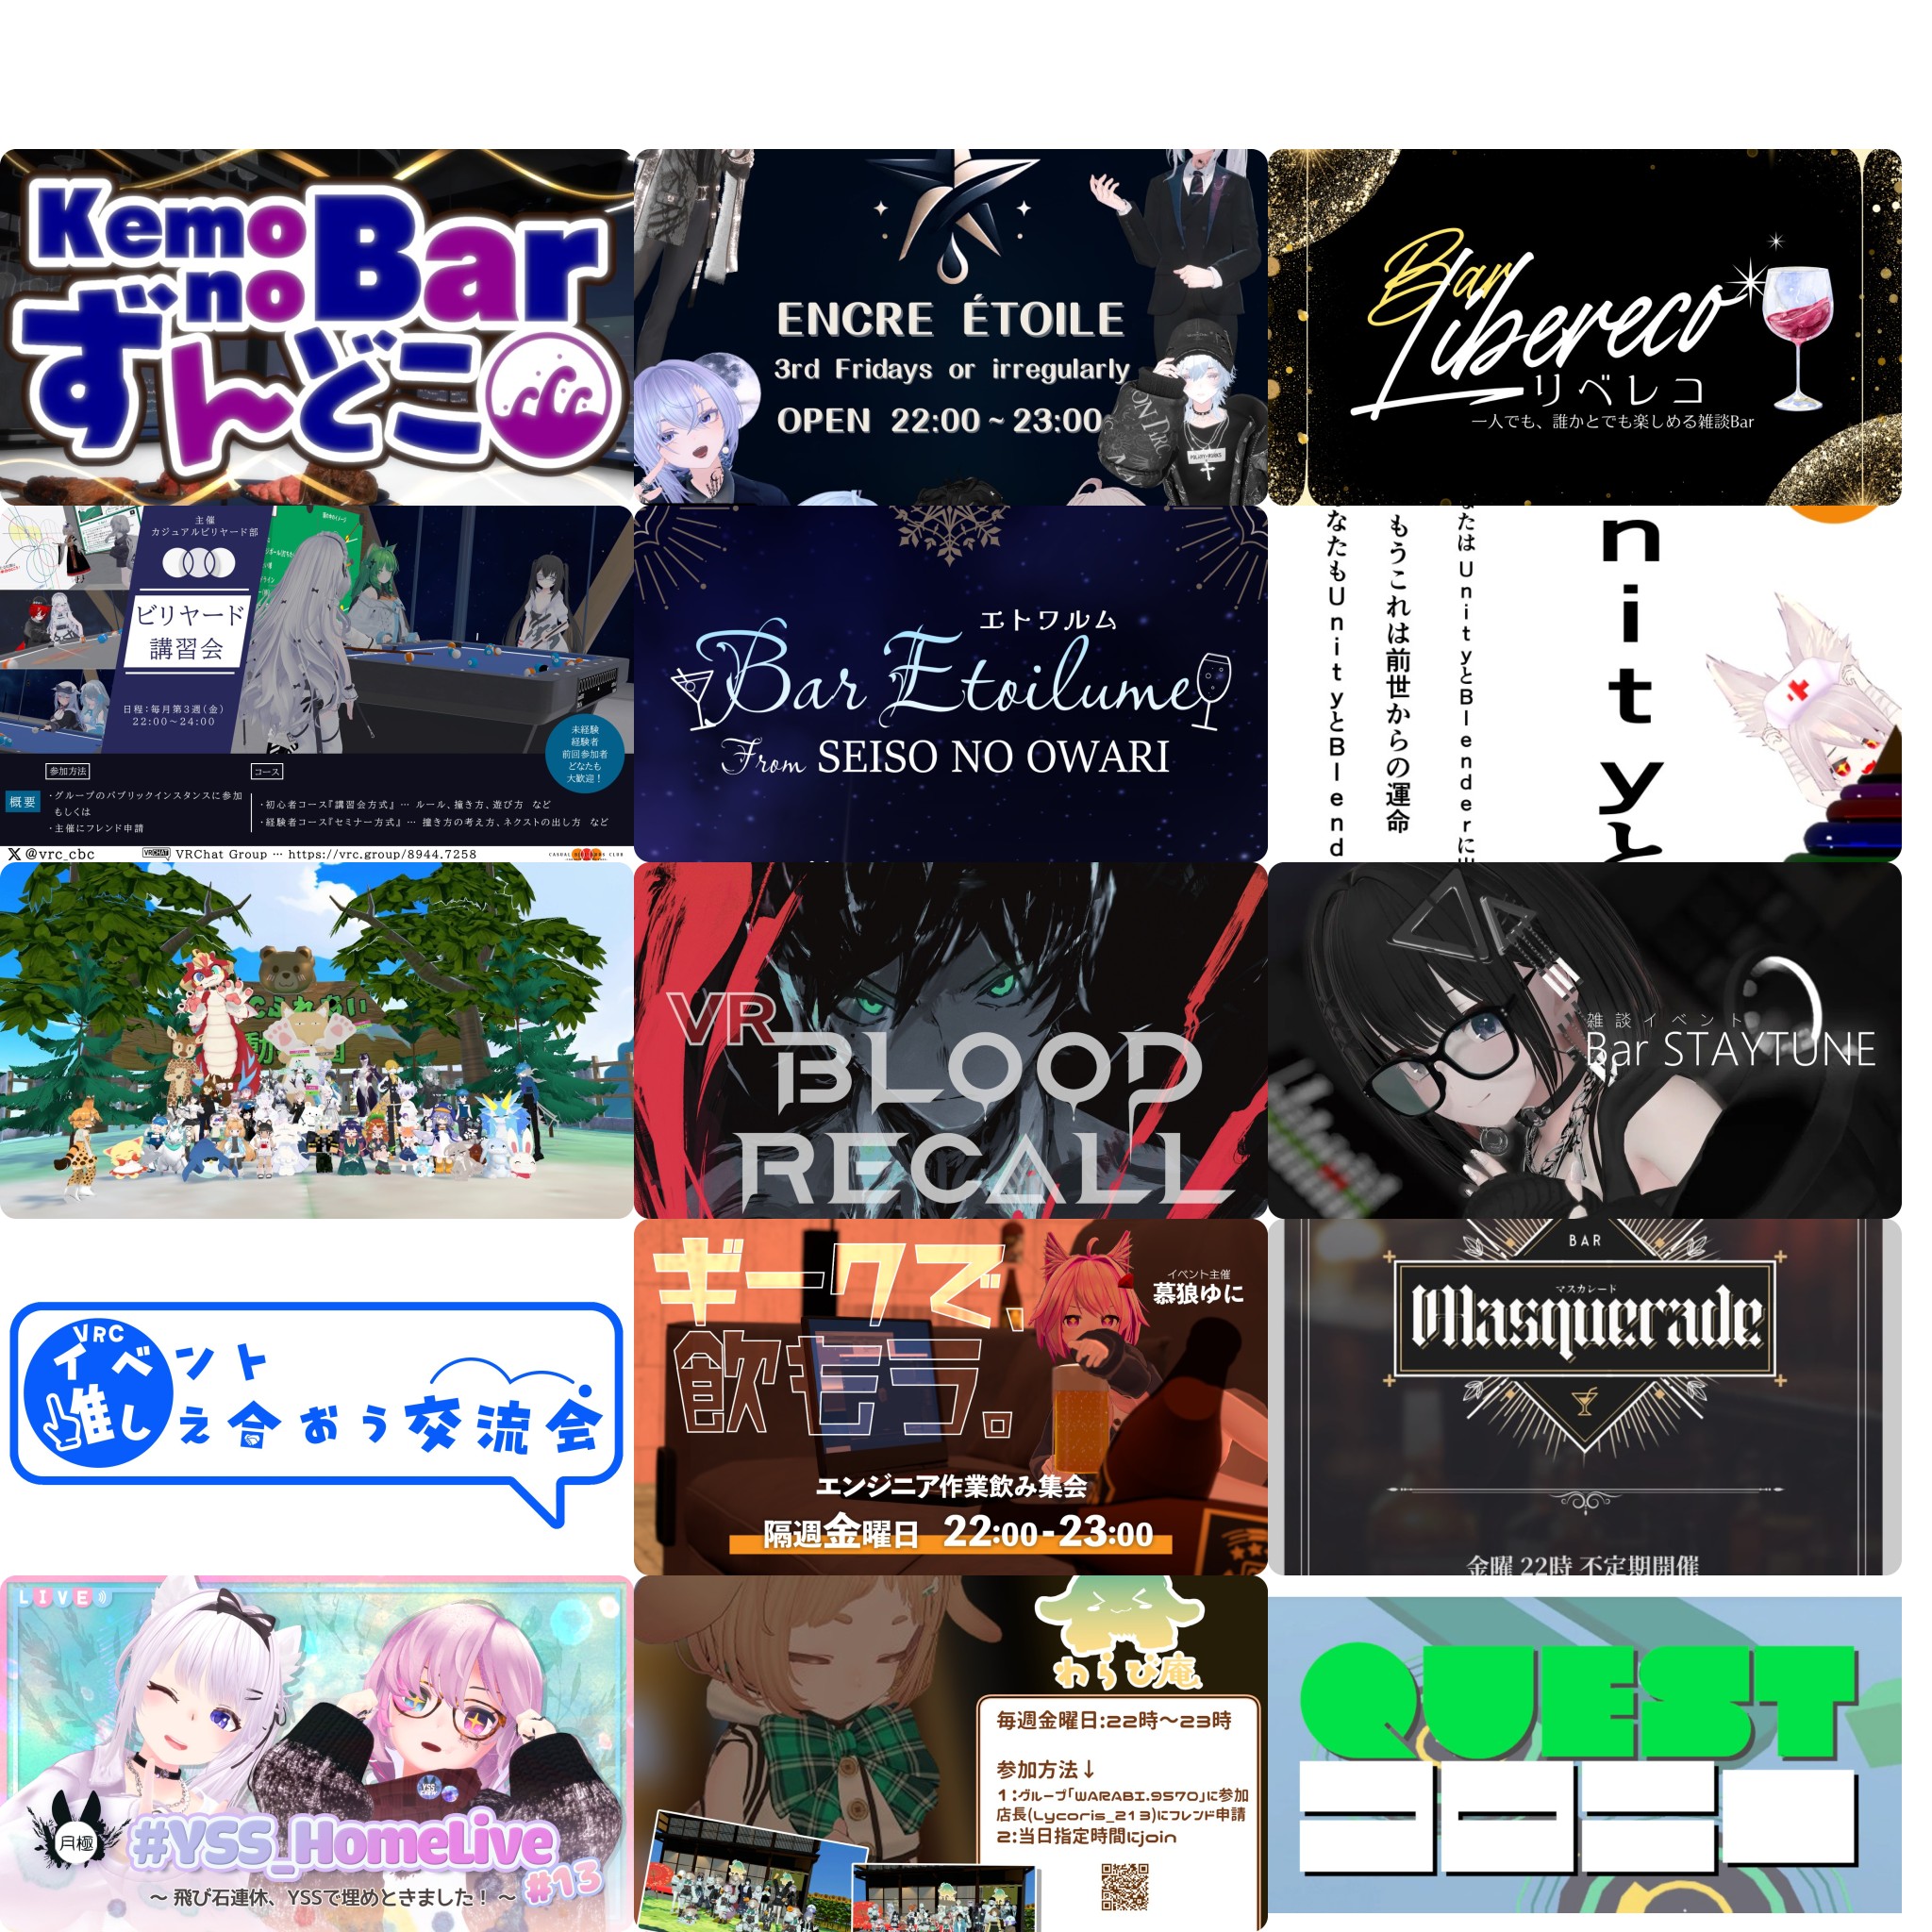 Kemo
no Bar
ずんどこ
ENCRE ÉTOILE
3rd Fridays or irregularly
OPEN 22:00~23:00
Bar
Libereco
リベレコ
一人でも、誰かとでも楽しめる雑談Bar
主催
カジュアルビリヤード部
ビリヤード
講習会
日程:毎月第3週(金)
22:00~24:00
未経験
経験者
前回参加者
どなたも
大歓迎!
参加方法
概要
・グループのパブリックインスタンスに参加
もしくは
・主催にフレンド申請
コース
・初心者コース『講習会方式』 … ルール、撞き方、遊び方 など
・経験者コース『セミナー方式』 … 撞き方の考え方、ネクストの出し方 など
@vrc_cbc
VRCHAT VRChat Group … https://vrc.group/8944.7258
エトワルム
Bar Etoilume
From SEISO NO OWARI
nityと
たは UnityとBlenderに
もうこれは前世からの運命
なたもUnityとBlend
VR
BLOOD
RECALL
雑談イベント
Bar STAYTUNE
VRC
イベント
推しえ合おう交流会
ギークで、
飲もう。
イベント主催
慕狼ゆに
エンジニア作業飲み集会
隔週金曜日 22:00-23:00
BAR
マスカレード
Masquerade
金曜 22時 不定期開催
LIVE
月極
#YSS_HomeLive
#13
～ 飛び石連休、YSSで埋めときました! ～
わらび庵
毎週金曜日:22時～23時
参加方法↓
1:グループ「WARABI.9570」に参加
店長(Lycoris_213)にフレンド申請
2:当日指定時間にjoin
QUEST
コーココ